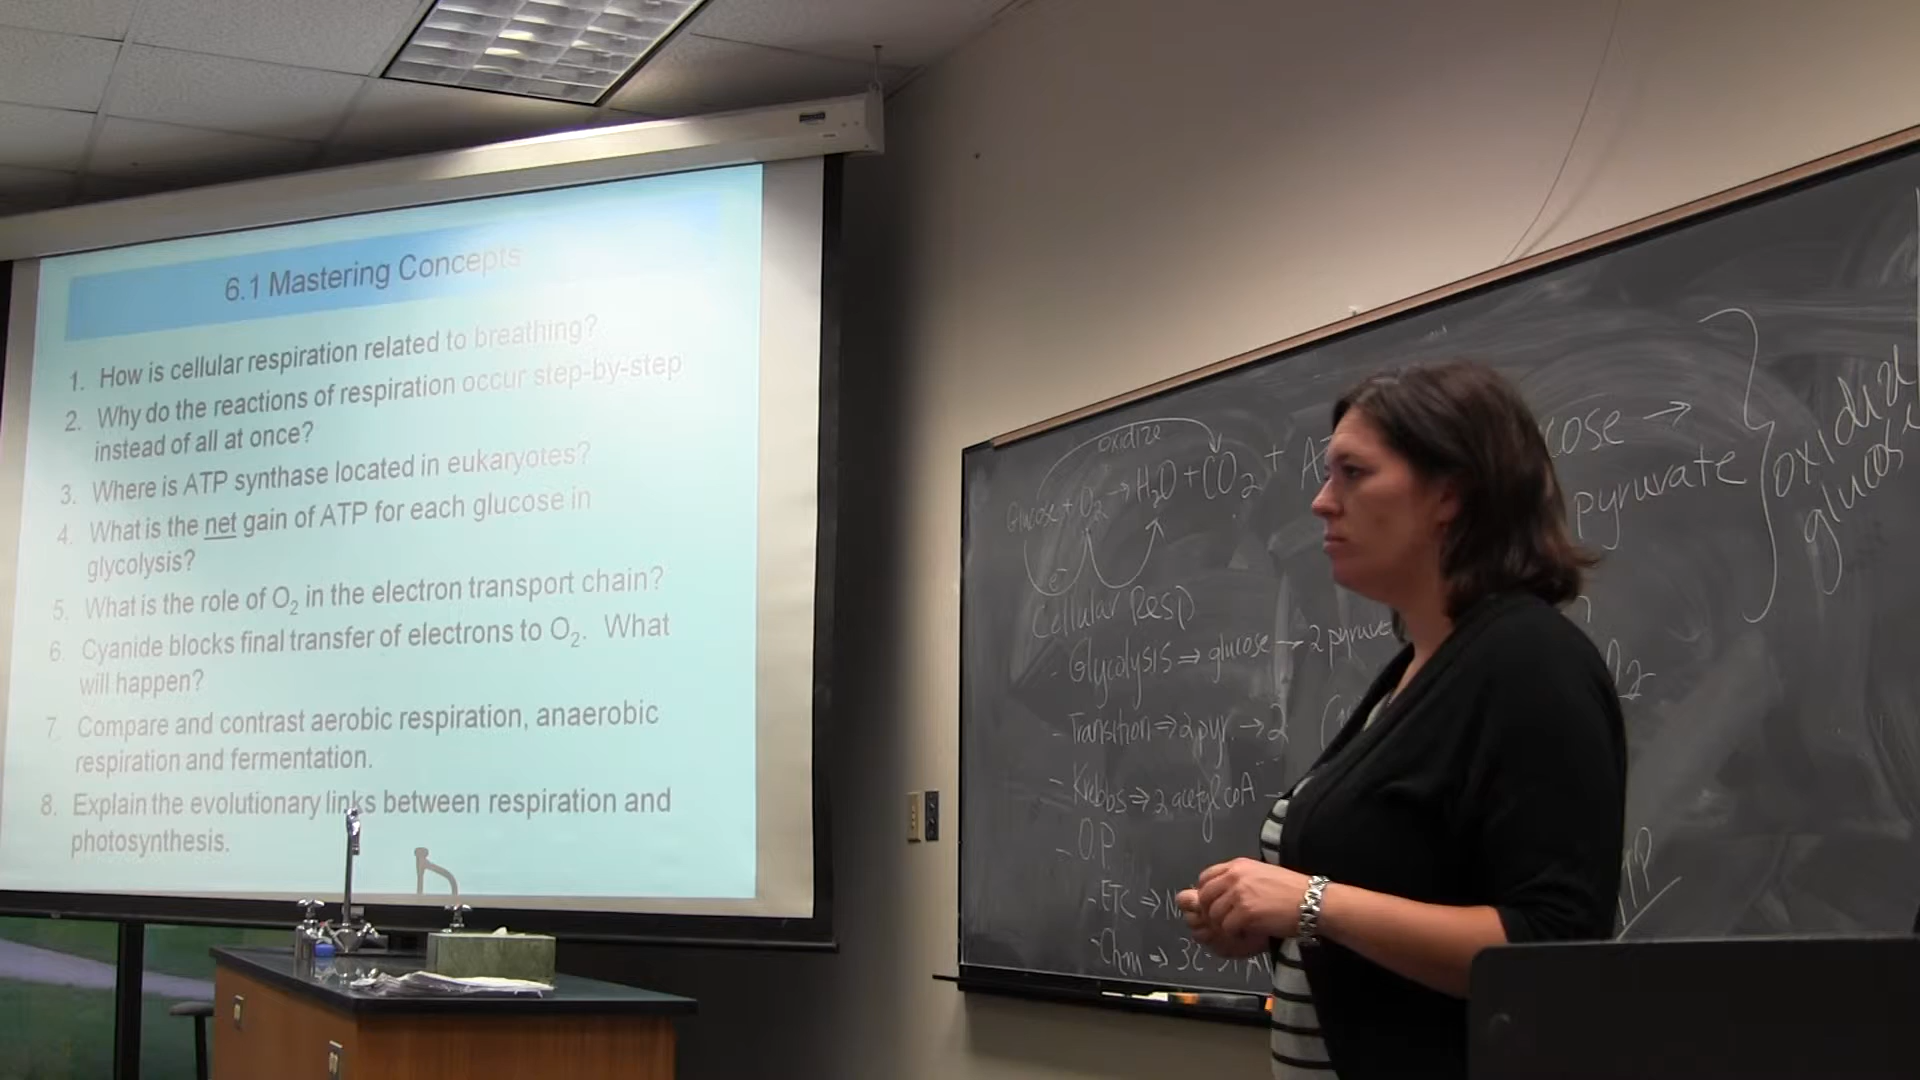 6.1 Mastering Concepts
1. How is cellular respiration related to breathing?
2. Why do the reactions of respiration occur step-by-step
instead of all at once?
3. Where is ATP synthase located in eukaryotes?
4. What is the net gain of ATP for each glucose in
glycolysis?
5. What is the role of O2 in the electron transport chain?
6. Cyanide blocks final transfer of electrons to O2. What
will happen?
7. Compare and contrast aerobic respiration, anaerobic
respiration and fermentation.
8. Explain the evolutionary links between respiration and
photosynthesis.
oxidize
Glucose + O2 → H2O + CO2 +
e-
Cellular Resp
- Glycolysis ⇒ glucose → 2
- Transition ⇒ 2 pyr. → 2
- Krebbs ⇒ 2 acetyl coA
- O.P.
- ETC ⇒
- Chm ⇒
→
pyruvate